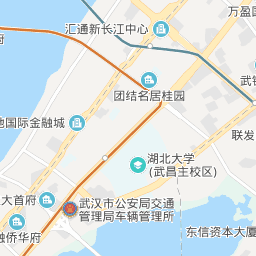 万盈
汇通新长江中心
府
武锅
团结名居桂园
地国际金融城
联发
湖北大学
(武昌主校区)
大首府
武汉市公安局交通
管理局车辆管理所
融侨华府
东信资本大厦